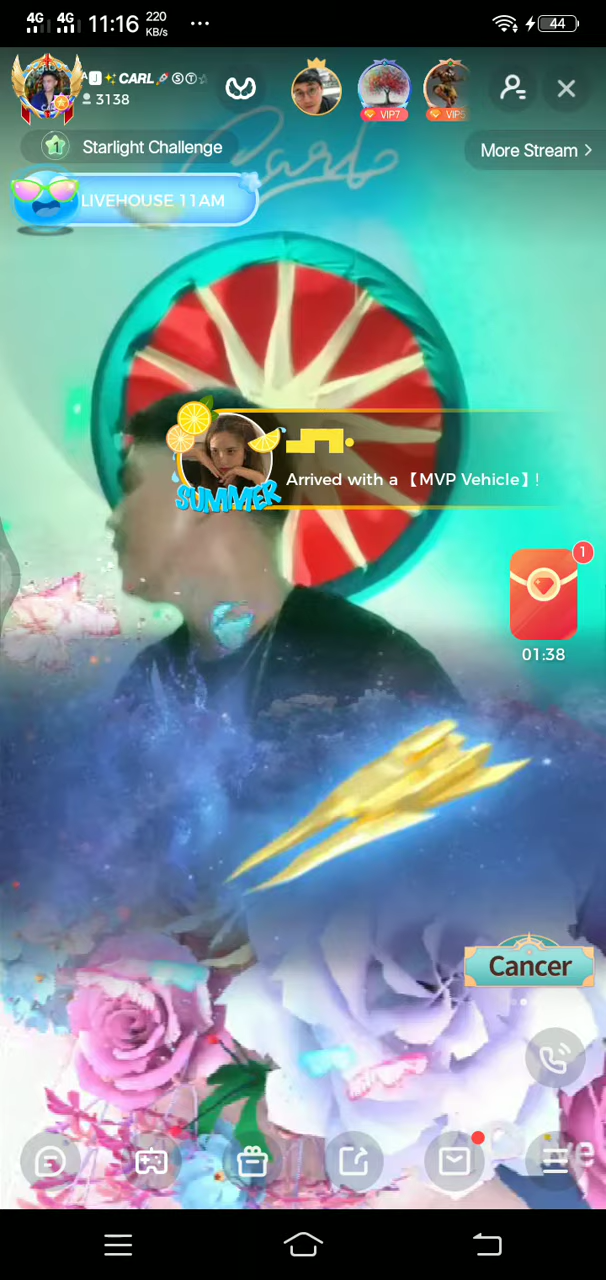 4G 4G 11:16 220 KB/s ... 44
CARL
3138
VIP7
Starlight Challenge
More Stream >
Carl
LIVEHOUSE 11AM
Arrived with a 【MVP Vehicle】!
SUMMER
1
01:38
Cancer